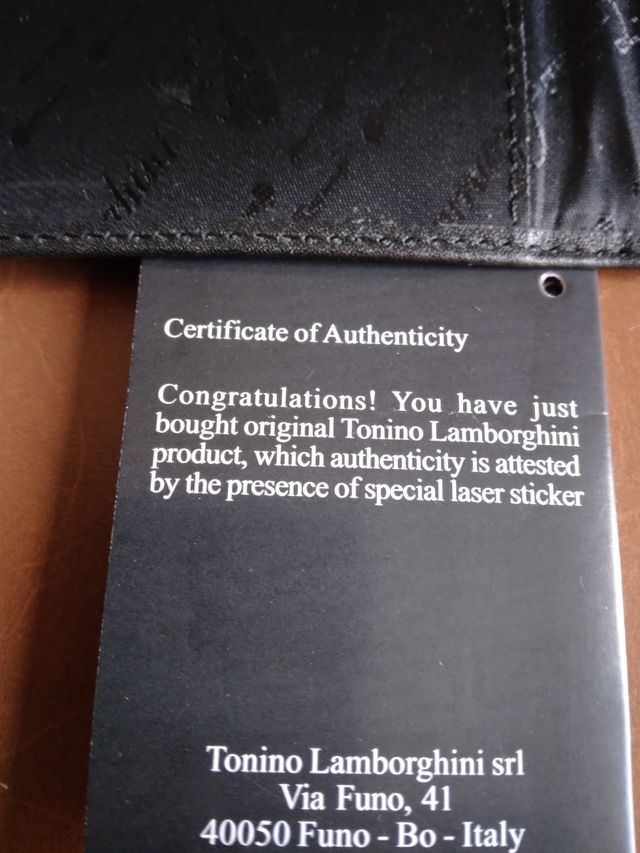 Certificate of Authenticity
Congratulations! You have just
bought original Tonino Lamborghini
product, which authenticity is attested
by the presence of special laser sticker
Tonino Lamborghini srl
Via Funo, 41
40050 Funo - Bo - Italy